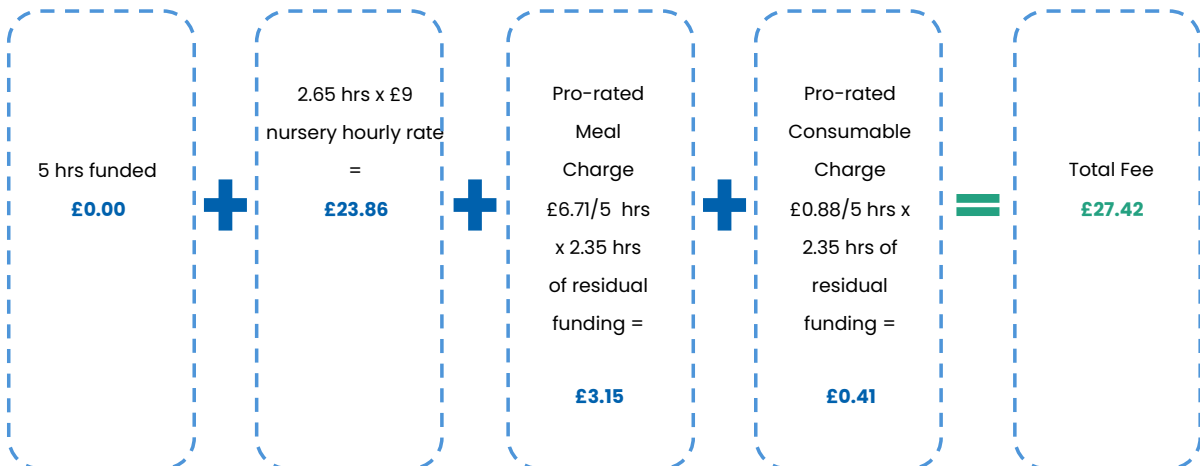 5 hrs funded
£0.00
2.65 hrs x £9
nursery hourly rate
=
£23.86
Pro-rated
Meal
Charge
£6.71/5 hrs
x 2.35 hrs
of residual
funding =
£3.15
Pro-rated
Consumable
Charge
£0.88/5 hrs x
2.35 hrs of
residual
funding =
£0.41
Total Fee
£27.42